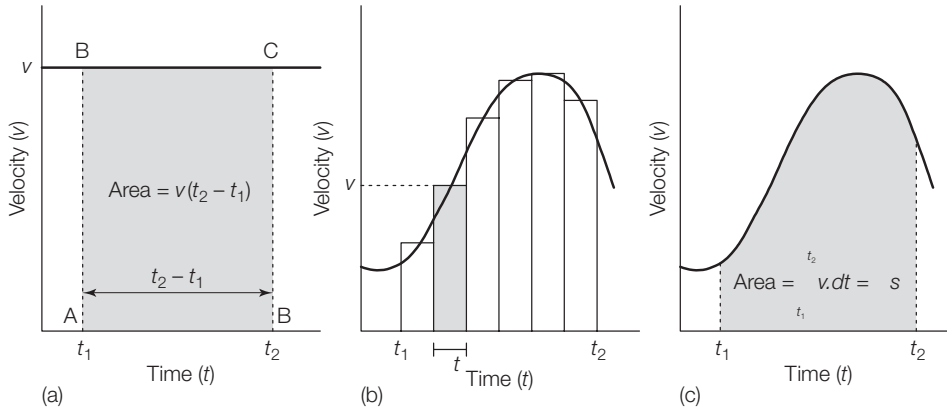 Velocity (v)
v
B
C
Area = v(t2 – t1)
t2 – t1
A
B
t1
t2
Time (t)
(a)
Velocity (v)
v
t1
t
t2
Time (t)
(b)
Velocity (v)
t2
Area = v.dt = s
t1
t1
t2
Time (t)
(c)